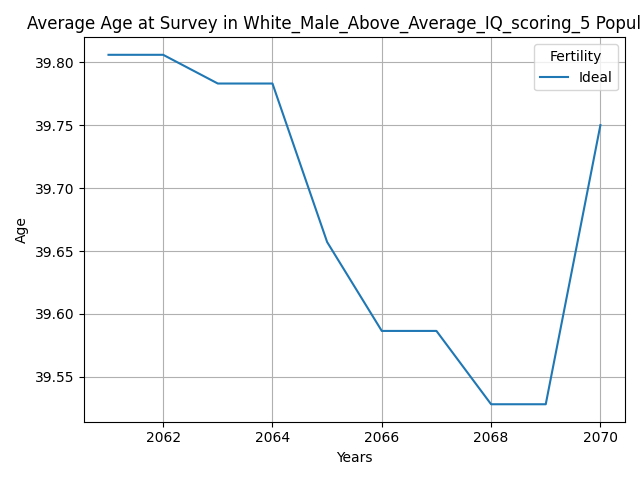 Average Age at Survey in White_Male_Above_Average_IQ_scoring_5 Popul
Fertility
Ideal
39.80
39.75
39.70
39.65
39.60
39.55
Age
2062 2064 2066 2068 2070
Years